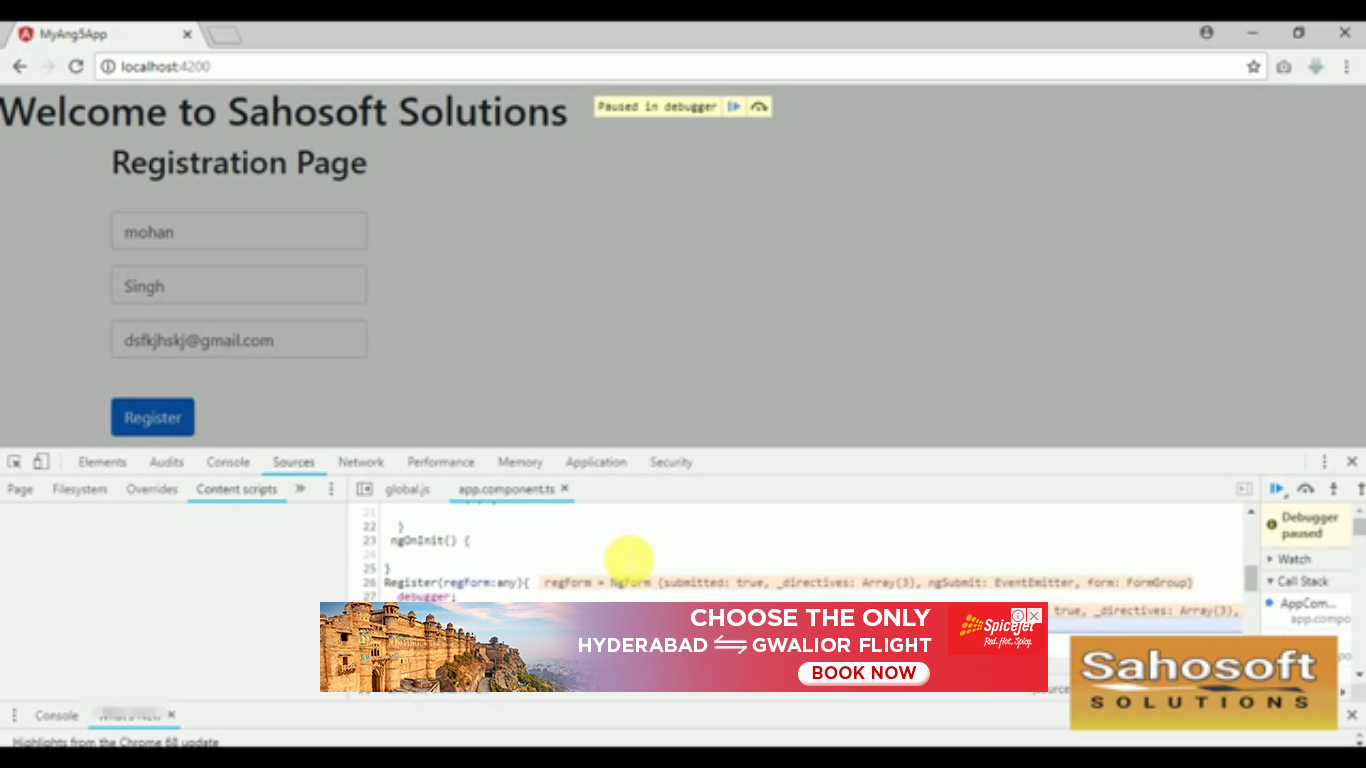 MyAng5App
localhost:4200
Welcome to Sahosoft Solutions
Paused in debugger
Registration Page
mohan
Singh
dsfkjhskj@gmail.com
Register
Elements Audits Console Sources Network Performance Memory Application Security
Page Filesystem Overrides Content scripts » global.js app.component.ts
21
22 }
23 ngOnInit() {
24
25 }
26 Register(regForm:any){ regForm = NgForm {submitted: true, _directives: Array(3), ngSubmit: EventEmitter, form: FormGroup}
27 debugger;
true, _directives: Array(3),
Debugger
paused
Watch
Call Stack
AppCom...
app.compo
CHOOSE THE ONLY
HYDERABAD GWALIOR FLIGHT
BOOK NOW
SpiceJet
Red. Hot. Spicy.
Sahosoft
SOLUTIONS
Console What's New
Highlights from the Chrome 68 update